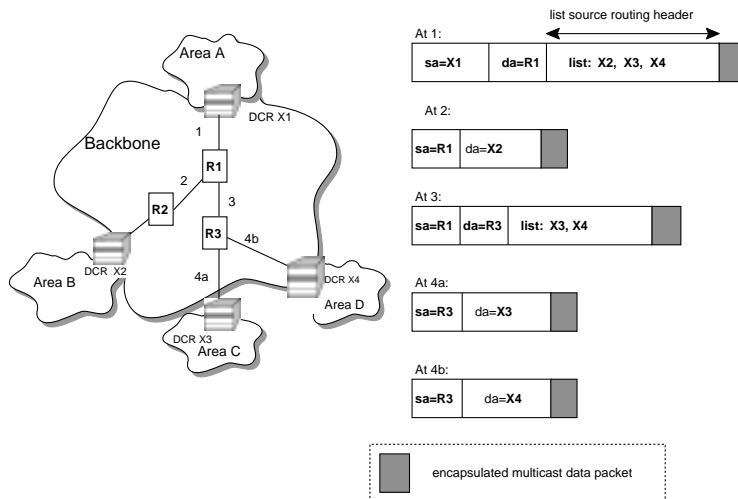 list source routing header
Area A
At 1:
sa=X1 da=R1 list: X2, X3, X4
DCR X1
1
Backbone
At 2:
R1
sa=R1 da=X2
2
3
At 3:
R2
sa=R1 da=R3 list: X3, X4
R3
4b
Area B
DCR X2
4a
DCR X4
At 4a:
Area D
sa=R3 da=X3
DCR X3
Area C
At 4b:
sa=R3 da=X4
encapsulated multicast data packet